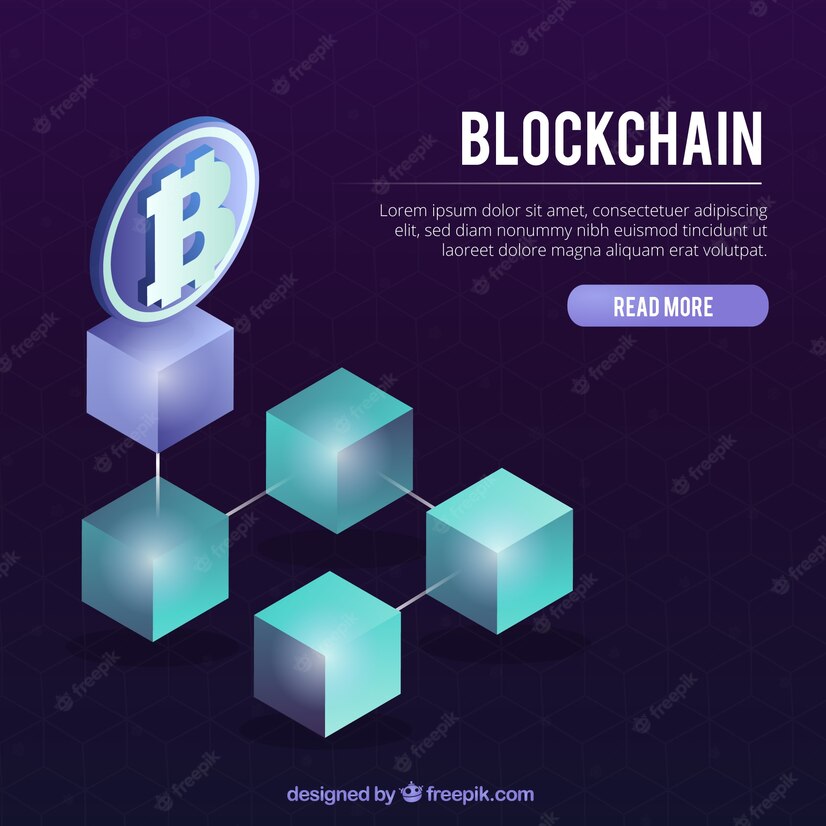 BLOCKCHAIN
Lorem ipsum dolor sit amet, consectetuer adipiscing
elit, sed diam nonummy nibh euismod tincidunt ut
laoreet dolore magna aliquam erat volutpat.
READ MORE
designed by freepik.com